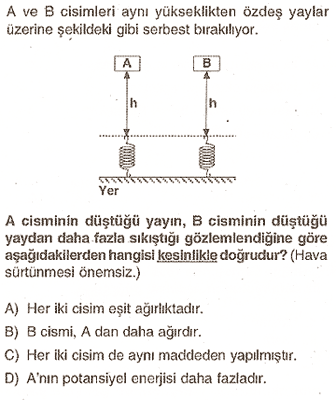 A ve B cisimleri aynı yükseklikten özdeş yaylar
üzerine şekildeki gibi serbest bırakılıyor.
A B
h h
Yer
A cisminin düştüğü yayın, B cisminin düştüğü
yaydan daha fazla sıkıştığı gözlemlendiğine göre
aşağıdakilerden hangisi kesinlikle doğrudur? (Hava
sürtünmesi önemsiz.)
A) Her iki cisim eşit ağırlıktadır.
B) B cismi, A dan daha ağırdır.
C) Her iki cisim de aynı maddeden yapılmıştır.
D) A'nın potansiyel enerjisi daha fazladır.